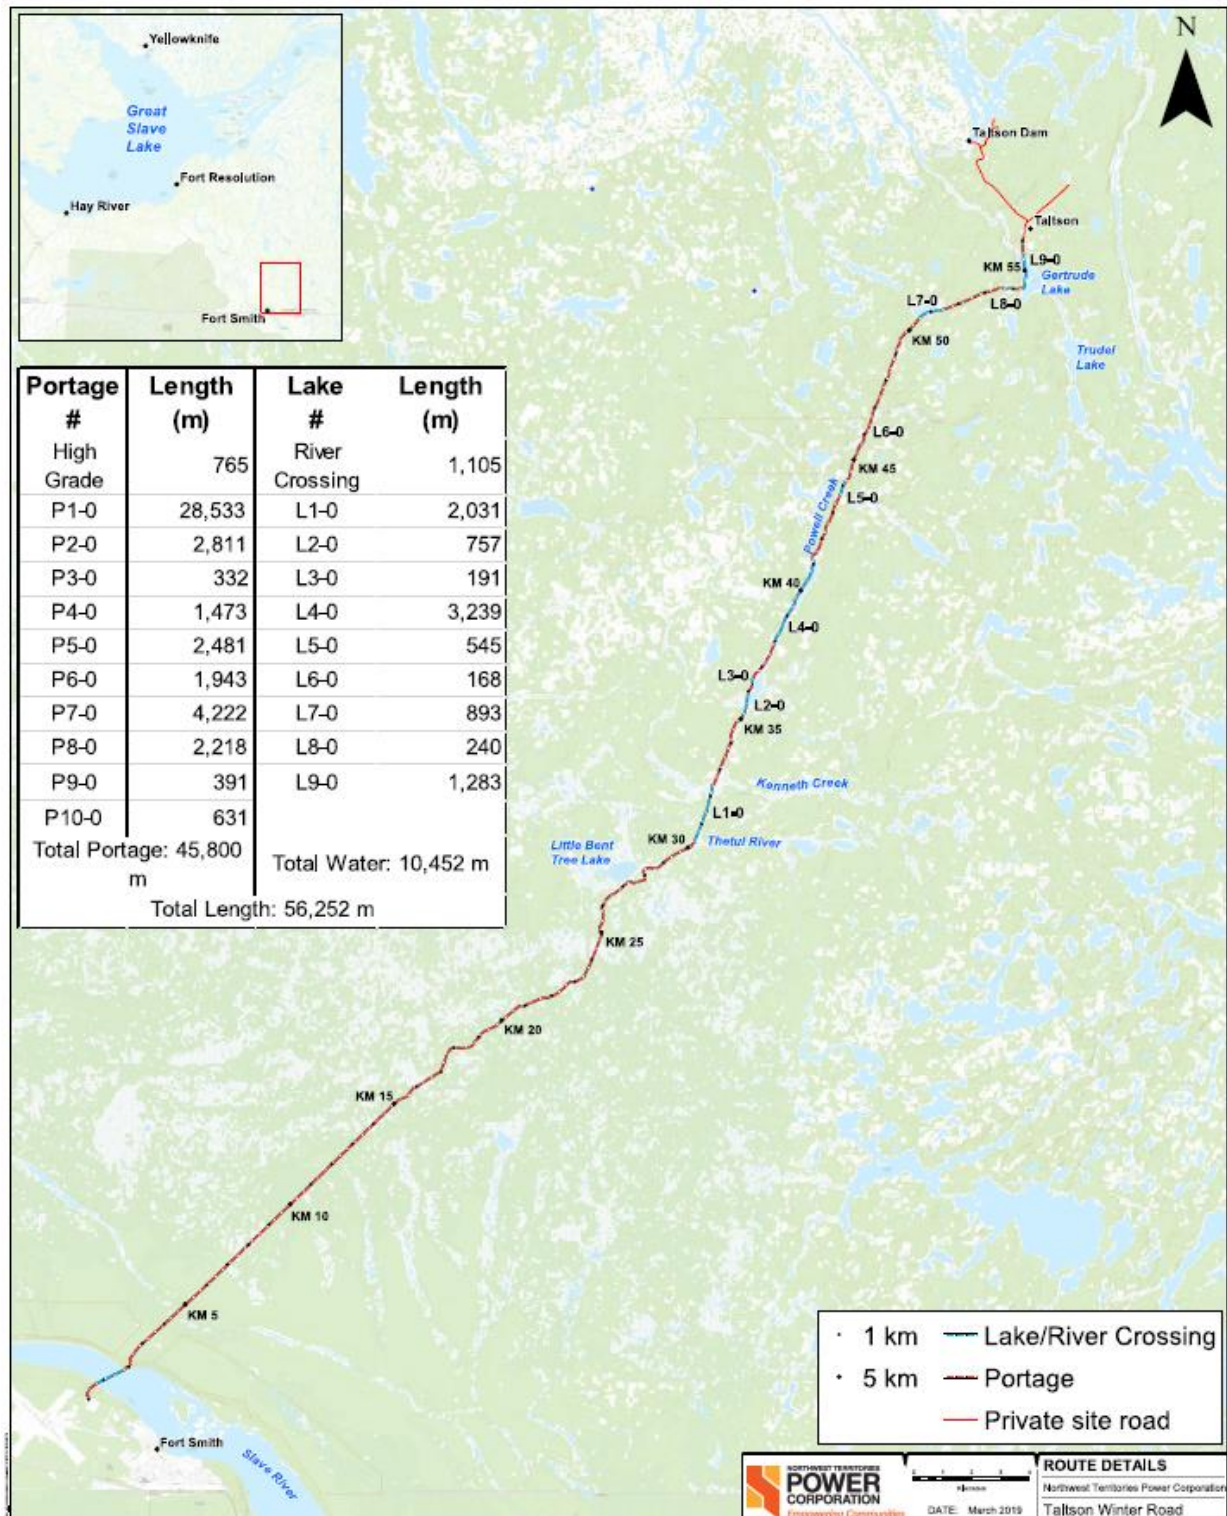 Yellowknife
Great
Slave
Lake
Fort Resolution
Hay River
Fort Smith
N
Taltson Dam
Taltson
L9-0
KM 55
Gertrude
Lake
L8-0
L7-0
KM 50
Trudel
Lake
L6-0
KM 45
L5-0
Powell Creek
KM 40
L4-0
L3-0
L2-0
KM 35
Kenneth Creek
L1-0
KM 30
Thetul River
Little Bent
Tree Lake
KM 25
KM 20
KM 15
KM 10
KM 5
Fort Smith
Slave River
Portage # Length (m) Lake # Length (m)
High Grade 765 River Crossing 1,105
P1-0 28,533 L1-0 2,031
P2-0 2,811 L2-0 757
P3-0 332 L3-0 191
P4-0 1,473 L4-0 3,239
P5-0 2,481 L5-0 545
P6-0 1,943 L6-0 168
P7-0 4,222 L7-0 893
P8-0 2,218 L8-0 240
P9-0 391 L9-0 1,283
P10-0 631
Total Portage: 45,800 m Total Water: 10,452 m
Total Length: 56,252 m
1 km Lake/River Crossing
5 km Portage
Private site road
NORTHWEST TERRITORIES
POWER
CORPORATION
Empowering Communities
DATE: March 2019
ROUTE DETAILS
Northwest Territories Power Corporation
Taltson Winter Road